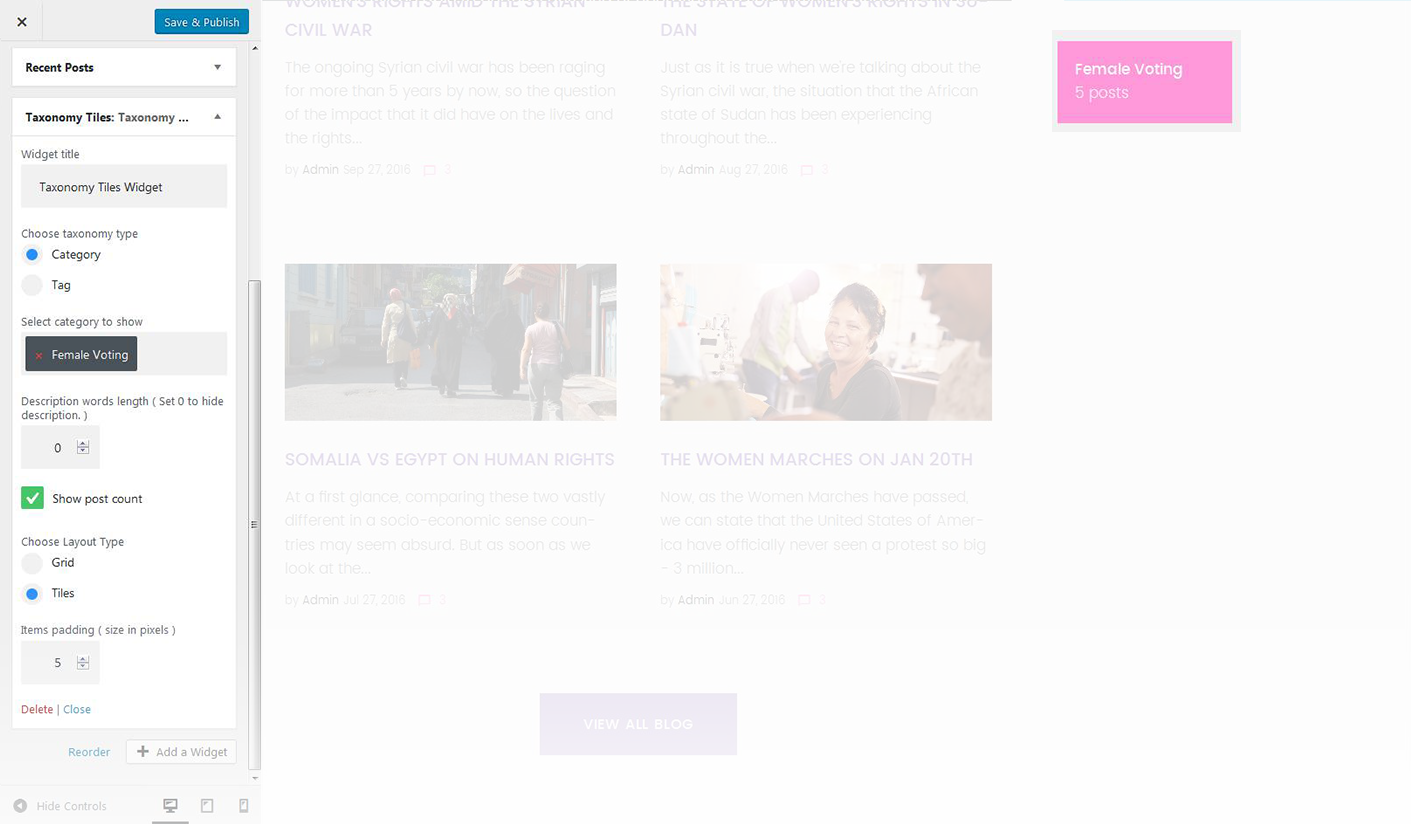 Save & Publish
Recent Posts
Taxonomy Tiles: Taxonomy ...
Widget title
Taxonomy Tiles Widget
Choose taxonomy type
Category
Tag
Select category to show
× Female Voting
Description words length ( Set 0 to hide
description. )
0
Show post count
Choose Layout Type
Grid
Tiles
Items padding ( size in pixels )
5
Delete | Close
Reorder
Add a Widget
Hide Controls
WOMEN'S RIGHTS AMID THE SYRIAN
CIVIL WAR
The ongoing Syrian civil war has been raging
for more than 5 years by now, so the question
of the impact that it did have on the lives and
the rights...
by Admin Sep 27, 2016 3
THE STATE OF WOMEN'S RIGHTS IN SU-
DAN
Just as it is true when we're talking about the
Syrian civil war, the situation that the African
state of Sudan has been experiencing
throughout the...
by Admin Aug 27, 2016 3
SOMALIA VS EGYPT ON HUMAN RIGHTS
At a first glance, comparing these two vastly
different in a socio-economic sense coun-
tries may seem absurd. But as soon as we
look at the...
by Admin Jul 27, 2016 3
THE WOMEN MARCHES ON JAN 20TH
Now, as the Women Marches have passed,
we can state that the United States of Amer-
ica have officially never seen a protest so big
- 3 million...
by Admin Jun 27, 2016 3
VIEW ALL BLOG
Female Voting
5 posts